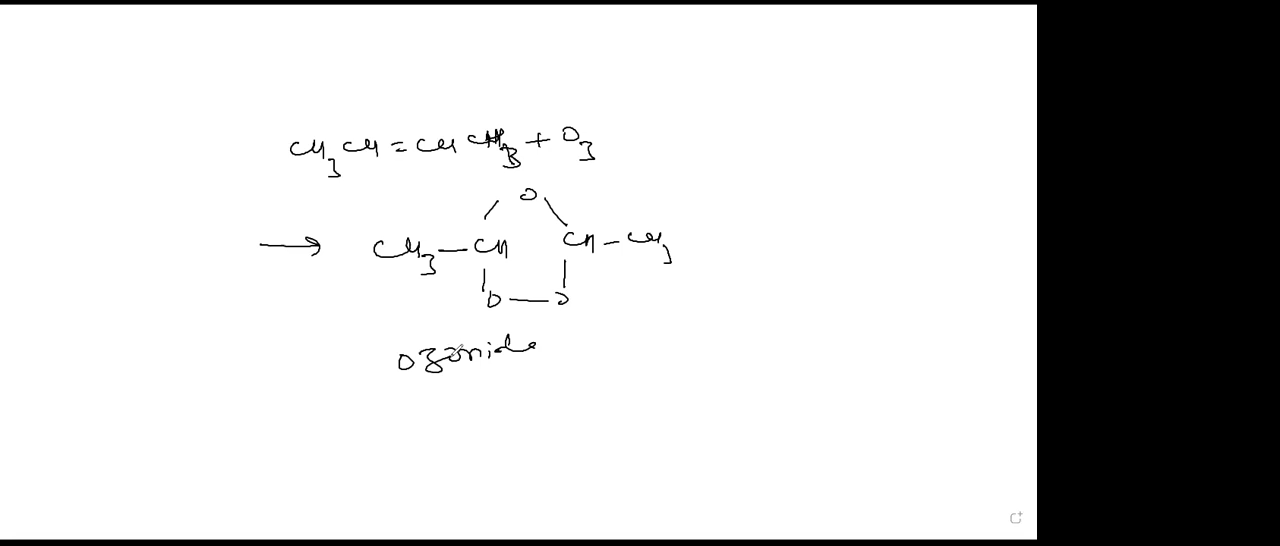 CH3CH = CH CH3 + O3
O
→ CH3 — CH CH — CH3
O — O
ozonide